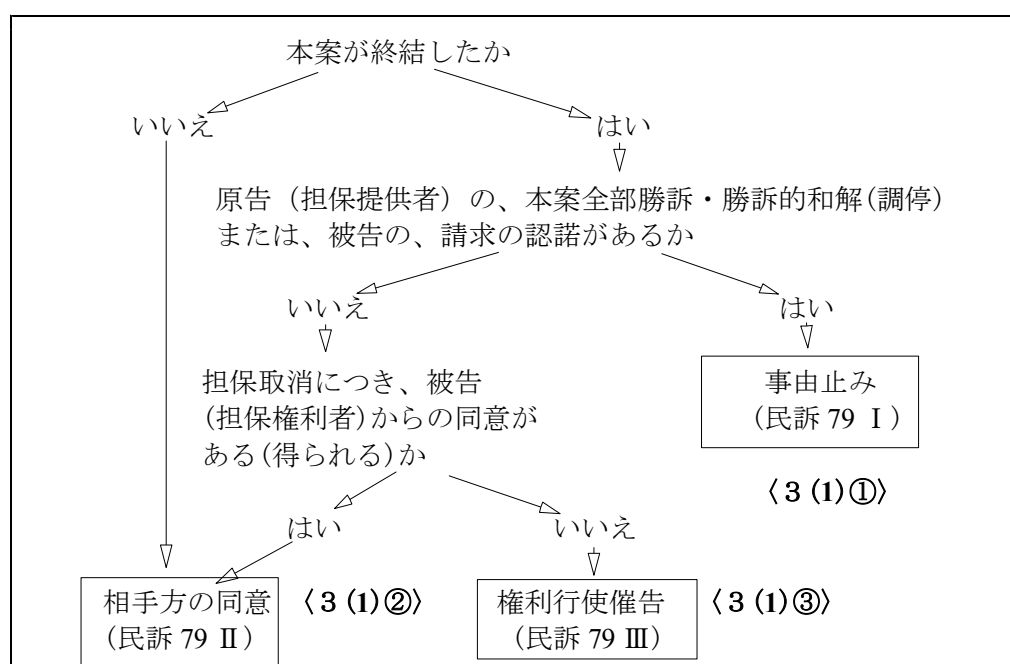 本案が終結したか
いいえ
はい
原告（担保提供者）の、本案全部勝訴・勝訴的和解(調停)
または、被告の、請求の認諾があるか
いいえ
はい
担保取消につき、被告
(担保権利者)からの同意が
ある(得られる)か
事由止み
（民訴 79 Ⅰ）
〈３(1)①〉
はい
いいえ
相手方の同意
（民訴 79 Ⅱ）
〈３(1)②〉
権利行使催告
（民訴 79 Ⅲ）
〈３(1)③〉